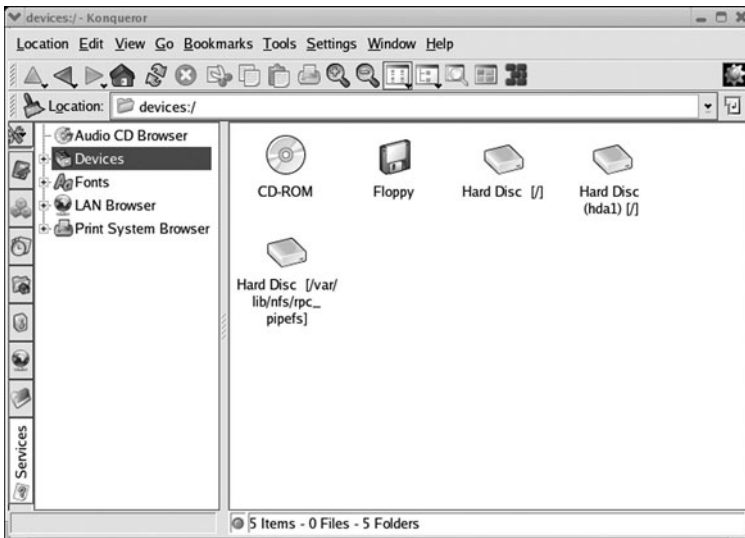 devices:/ - Konqueror
Location Edit View Go Bookmarks Tools Settings Window Help
Location: devices:/
Audio CD Browser
Devices
Fonts
LAN Browser
Print System Browser
Services
CD-ROM
Floppy
Hard Disc [/]
Hard Disc
(hda1) [/]
Hard Disc [/var/
lib/nfs/rpc_
pipefs]
5 Items - 0 Files - 5 Folders